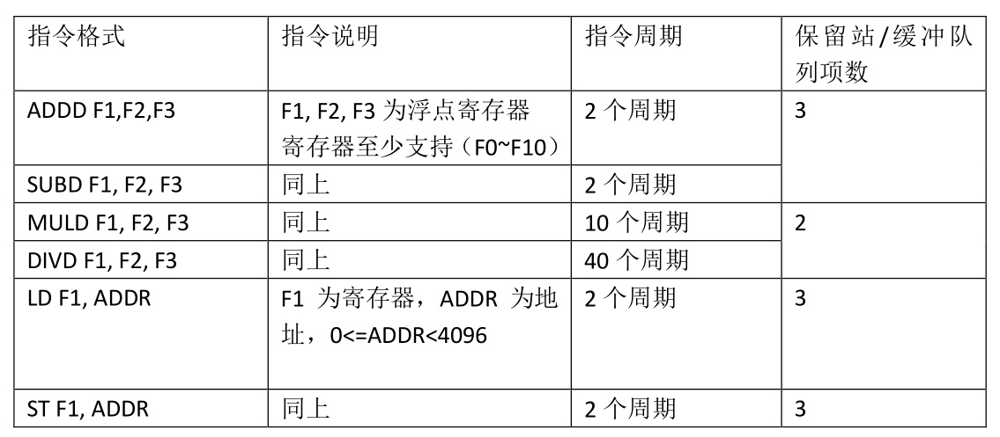 指令格式 指令说明 指令周期 保留站/缓冲队
列项数
ADDD F1,F2,F3 F1, F2, F3 为浮点寄存器 2 个周期 3
寄存器至少支持（F0~F10）
SUBD F1, F2, F3 同上 2 个周期
MULD F1, F2, F3 同上 10 个周期 2
DIVD F1, F2, F3 同上 40 个周期
LD F1, ADDR F1 为寄存器，ADDR 为地 2 个周期 3
址，0<=ADDR<4096
ST F1, ADDR 同上 2 个周期 3